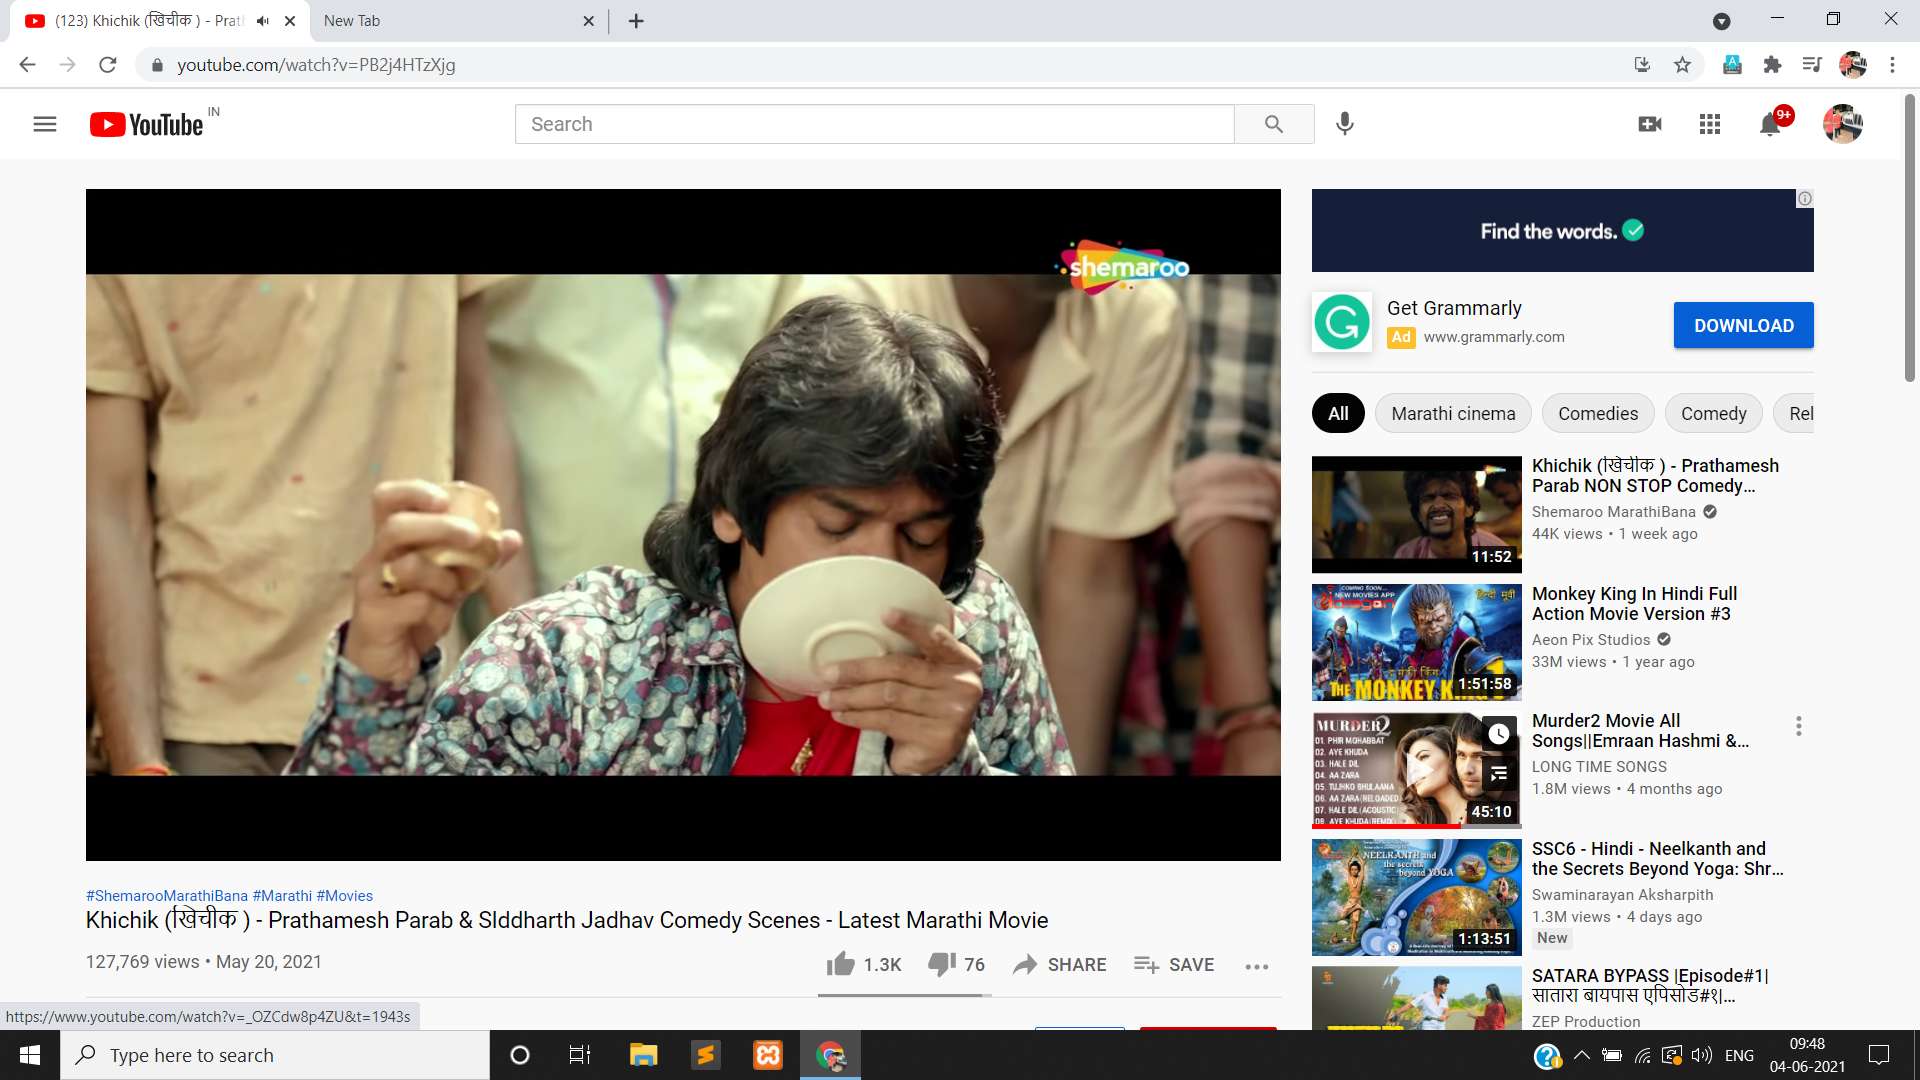 (123) Khichik (खिचीक ) - Prat
New Tab
youtube.com/watch?v=PB2j4HTzXjg
YouTube IN
Search
9+
shemaroo
Find the words.
Get Grammarly
Ad www.grammarly.com
DOWNLOAD
All Marathi cinema Comedies Comedy Rel
Khichik (खिचीक ) - Prathamesh
Parab NON STOP Comedy...
Shemaroo MarathiBana
44K views • 1 week ago
11:52
COMING SOON...
NEW MOVIES APP
हिन्दी मूवी
THE MONKEY
1:51:58
Monkey King In Hindi Full
Action Movie Version #3
Aeon Pix Studios
33M views • 1 year ago
MURDER2
01. PHIR MOHABBAT
02. AYE KHUDA
03. HALE DIL
04. AA ZARA
05. TUJHKO BHULAANA
06. AA ZARA (RELOADED)
07. HALE DIL (ACOUSTIC)
08. AYE KHUDA (REMIX)
45:10
Murder2 Movie All
Songs||Emraan Hashmi &...
LONG TIME SONGS
1.8M views • 4 months ago
NEELKANTH and
the secrets
beyond YOGA
1:13:51
SSC6 - Hindi - Neelkanth and
the Secrets Beyond Yoga: Shr...
Swaminarayan Aksharpith
1.3M views • 4 days ago
New
SATARA BYPASS |Episode#1|
सातारा बायपास एपिसोड#१|...
ZEP Production
#ShemarooMarathiBana #Marathi #Movies
Khichik (खिचीक ) - Prathamesh Parab & SIddharth Jadhav Comedy Scenes - Latest Marathi Movie
127,769 views • May 20, 2021
1.3K 76 SHARE SAVE
https://www.youtube.com/watch?v=_OZCdw8p4ZU&t=1943s
Type here to search
ENG
09:48
04-06-2021